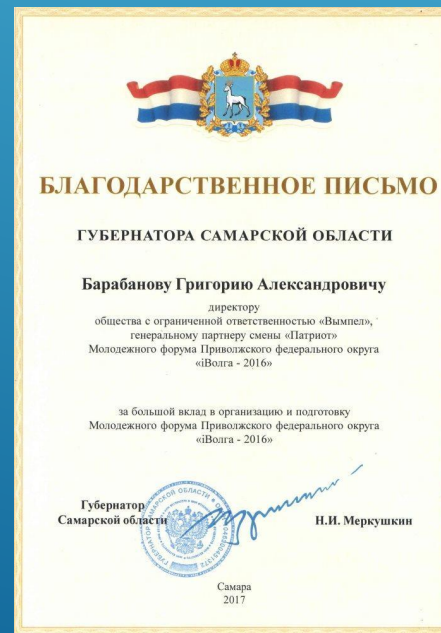 БЛАГОДАРСТВЕННОЕ ПИСЬМО
ГУБЕРНАТОРА САМАРСКОЙ ОБЛАСТИ
Барабанову Григорию Александровичу
директору
общества с ограниченной ответственностью «Вымпел»,
генеральному партнеру смены «Патриот»
Молодежного форума Приволжского федерального округа
«iВолга - 2016»
за большой вклад в организацию и подготовку
Молодежного форума Приволжского федерального округа
«iВолга - 2016»
Губернатор
Самарской области
Н.И. Меркушкин
Самара
2017